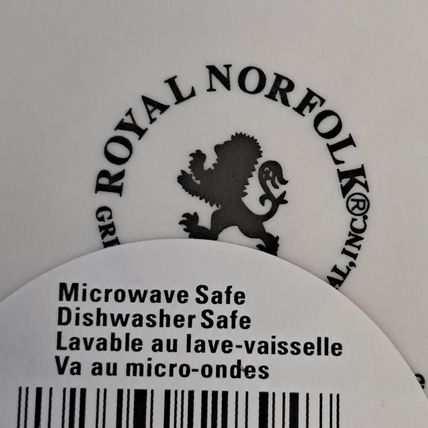 ROYAL NORFOLK®
Microwave Safe
Dishwasher Safe
Lavable au lave-vaisselle
Va au micro-ondes